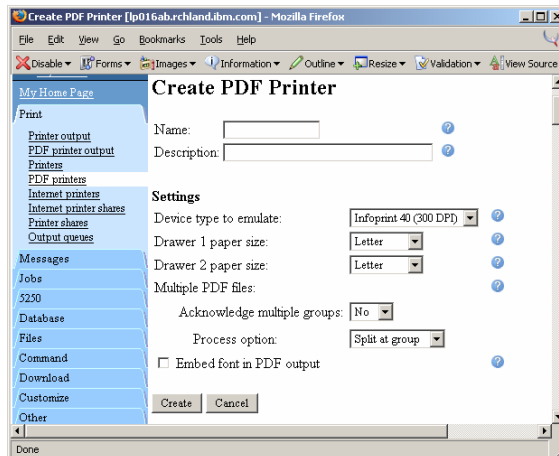 Create PDF Printer [lp016ab.rchland.ibm.com] - Mozilla Firefox
File Edit View Go Bookmarks Tools Help
Disable Forms Images Information Outline Resize Validation View Source
My Home Page
Print
Printer output
PDF printer output
Printers
PDF printers
Internet printers
Internet printer shares
Printer shares
Output queues
Messages
Jobs
5250
Database
Files
Command
Download
Customize
Other
Create PDF Printer
Name:
Description:
Settings
Device type to emulate: Infoprint 40 (300 DPI)
Drawer 1 paper size: Letter
Drawer 2 paper size: Letter
Multiple PDF files:
Acknowledge multiple groups: No
Process option: Split at group
Embed font in PDF output
Create Cancel
Done